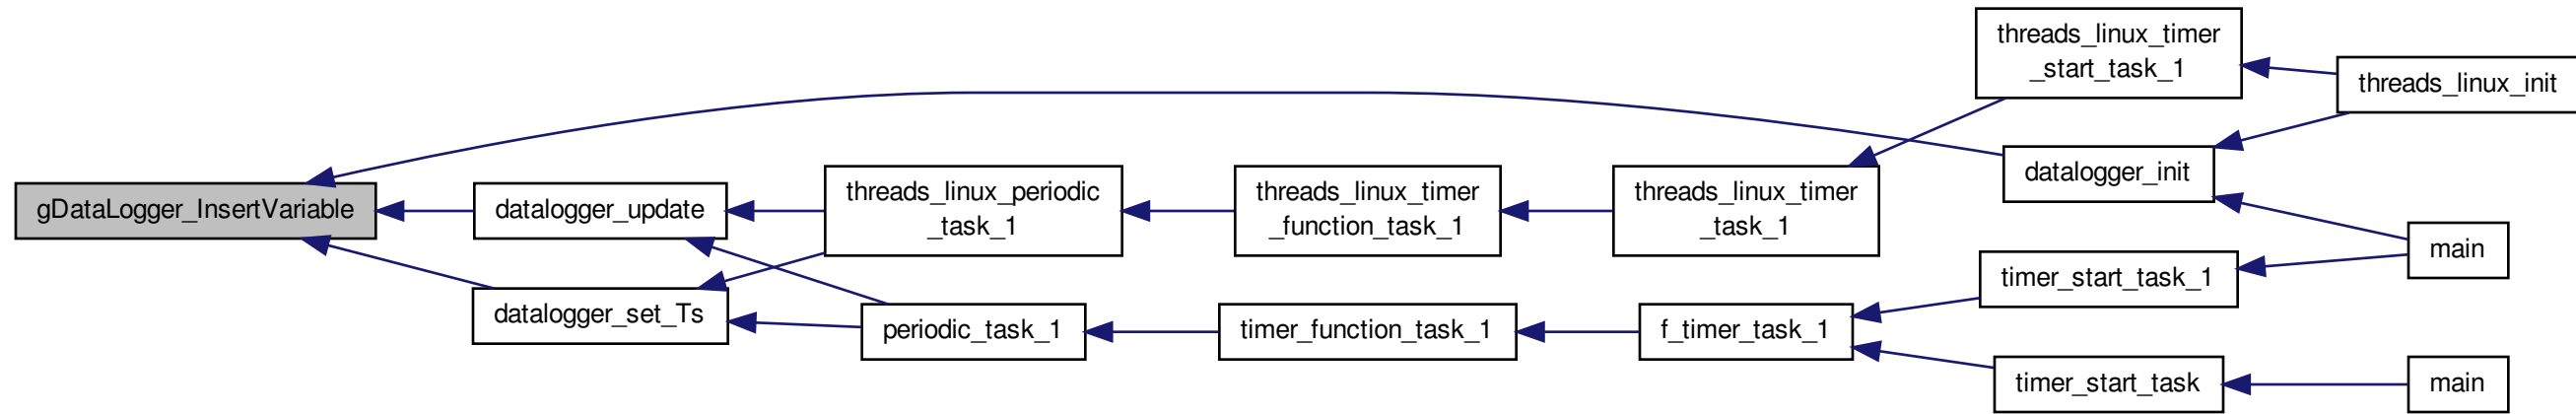 threads_linux_timer
_start_task_1
threads_linux_init
datalogger_init
gDataLogger_InsertVariable
datalogger_update
threads_linux_periodic
_task_1
threads_linux_timer
_function_task_1
threads_linux_timer
_task_1
main
timer_start_task_1
datalogger_set_Ts
periodic_task_1
timer_function_task_1
f_timer_task_1
timer_start_task
main